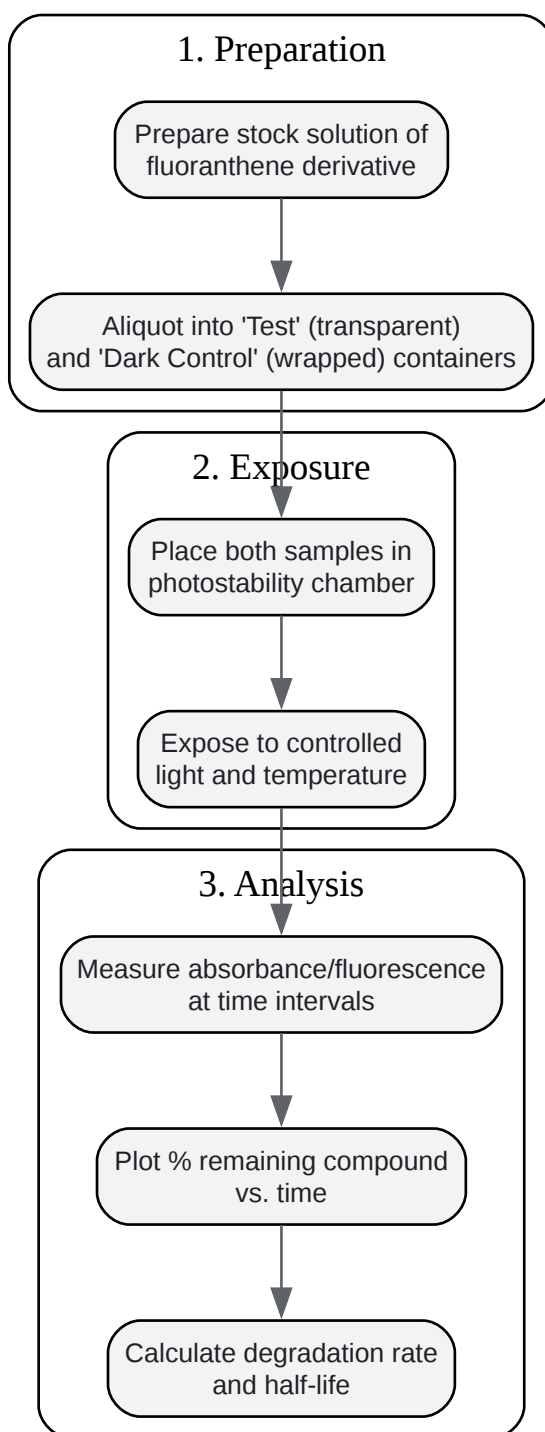 1. Preparation
Prepare stock solution of
fluoranthene derivative
Aliquot into 'Test' (transparent)
and 'Dark Control' (wrapped) containers
2. Exposure
Place both samples in
photostability chamber
Expose to controlled
light and temperature
3. Analysis
Measure absorbance/fluorescence
at time intervals
Plot % remaining compound
vs. time
Calculate degradation rate
and half-life